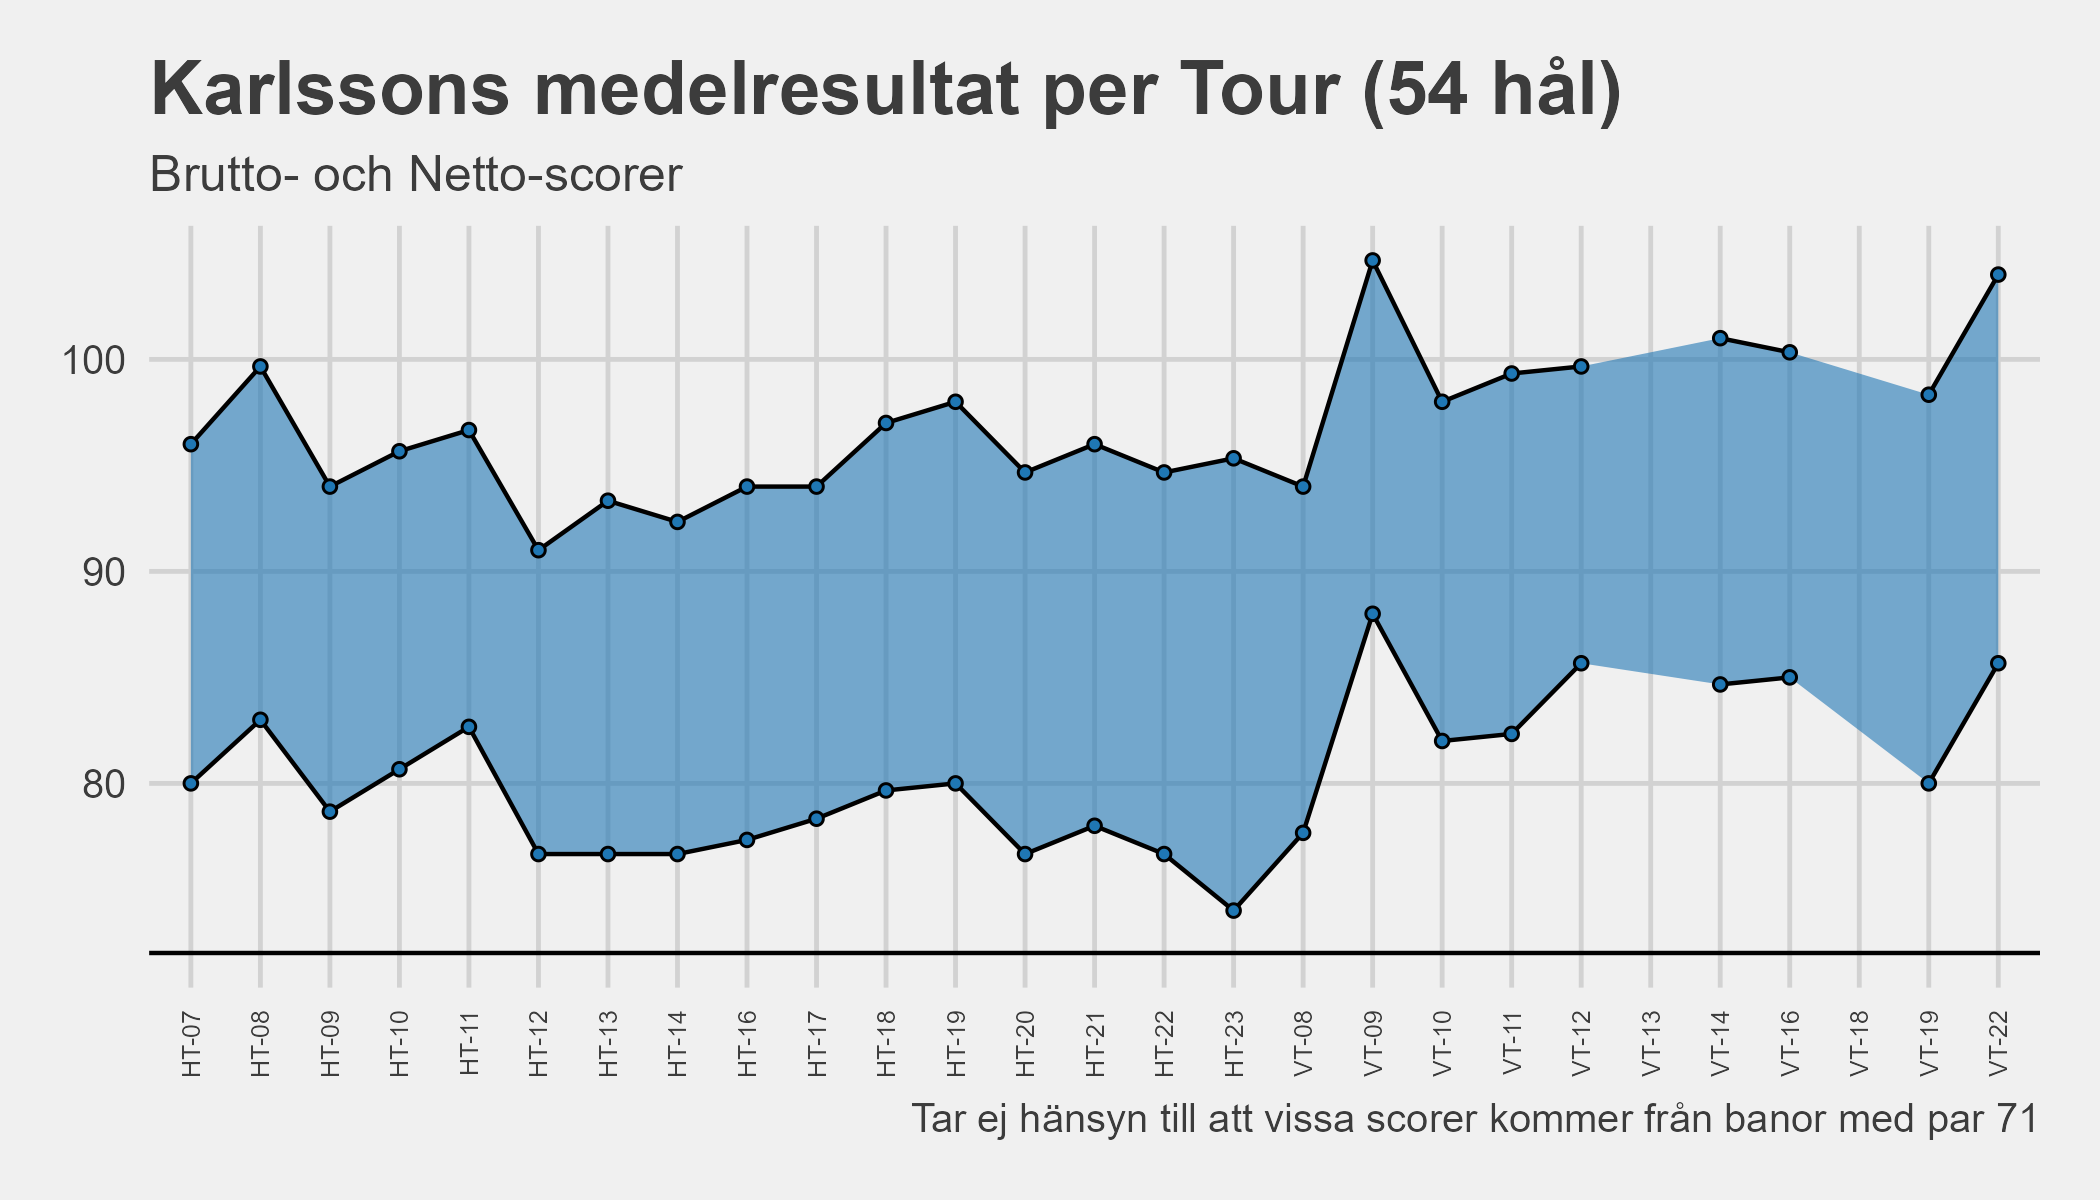 Karlssons medelresultat per Tour (54 hål)
Brutto- och Netto-scorer
100
90
80
HT-07 HT-08 HT-09 HT-10 HT-11 HT-12 HT-13 HT-14 HT-16 HT-17 HT-18 HT-19 HT-20 HT-21 HT-22 HT-23 VT-08 VT-09 VT-10 VT-11 VT-12 VT-13 VT-14 VT-16 VT-18 VT-19 VT-22
Tar ej hänsyn till att vissa scorer kommer från banor med par 71